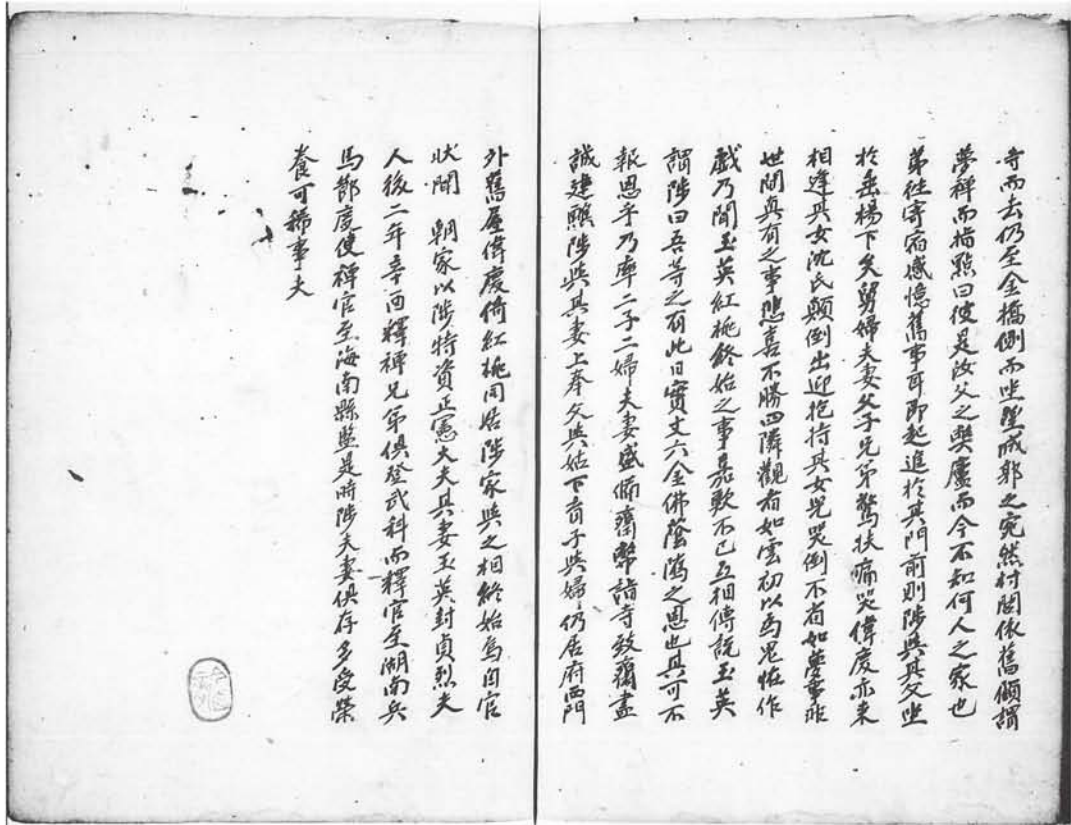 寺而去仍至金橋側而坐望城郭之宛然村閭依舊顧謂
夢禪而指點曰彼是汝父之弊廬而今不知何人之家也
苐往寄宿感憶舊事耳即起進於其門前則陟與其父坐
於垂楊下矣舅婦夫妻父子兄弟驚扶痛哭偉慶亦来
相逢其女沈氏顛倒出迎抱持其女兒哭倒不省如夢事非
世間真有之事悲喜不勝四隣觀者如雲初以為鬼怪作
戱乃聞玉英紅桃終始之事嘉歎不已互相傳說玉英
謂陟曰吾等之有此日實丈六金佛蔭隲之恩也其可不
報恩乎乃率二子二婦夫妻盛備齋幣詣寺致齋盡
誠建醮陟與其妻上奉父與姑下育子與婦仍居府西門
外舊屋偉慶倚紅桃同居陟家與之相終始焉自官
狀聞 朝家以陟特資正憲大夫其妻玉英封貞烈夫
人後二年辛酉釋禪兄弟俱登武科而釋官至湖南兵
馬節度使禪官至海南縣監是時陟夫妻俱存多受榮
養可稀事夫